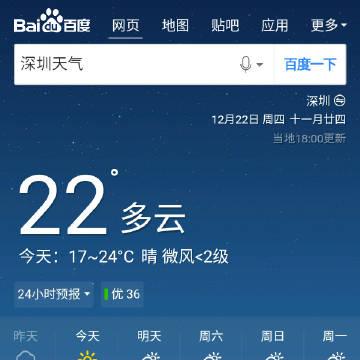 Bai du 百度 网页 地图 贴吧 应用 更多
深圳天气 百度一下
深圳
12月22日 周四 十一月廿四
当地18:00更新
22° 多云
今天：17~24℃ 晴 微风<2级
24小时预报 优 36
昨天 今天 明天 周六 周日 周一